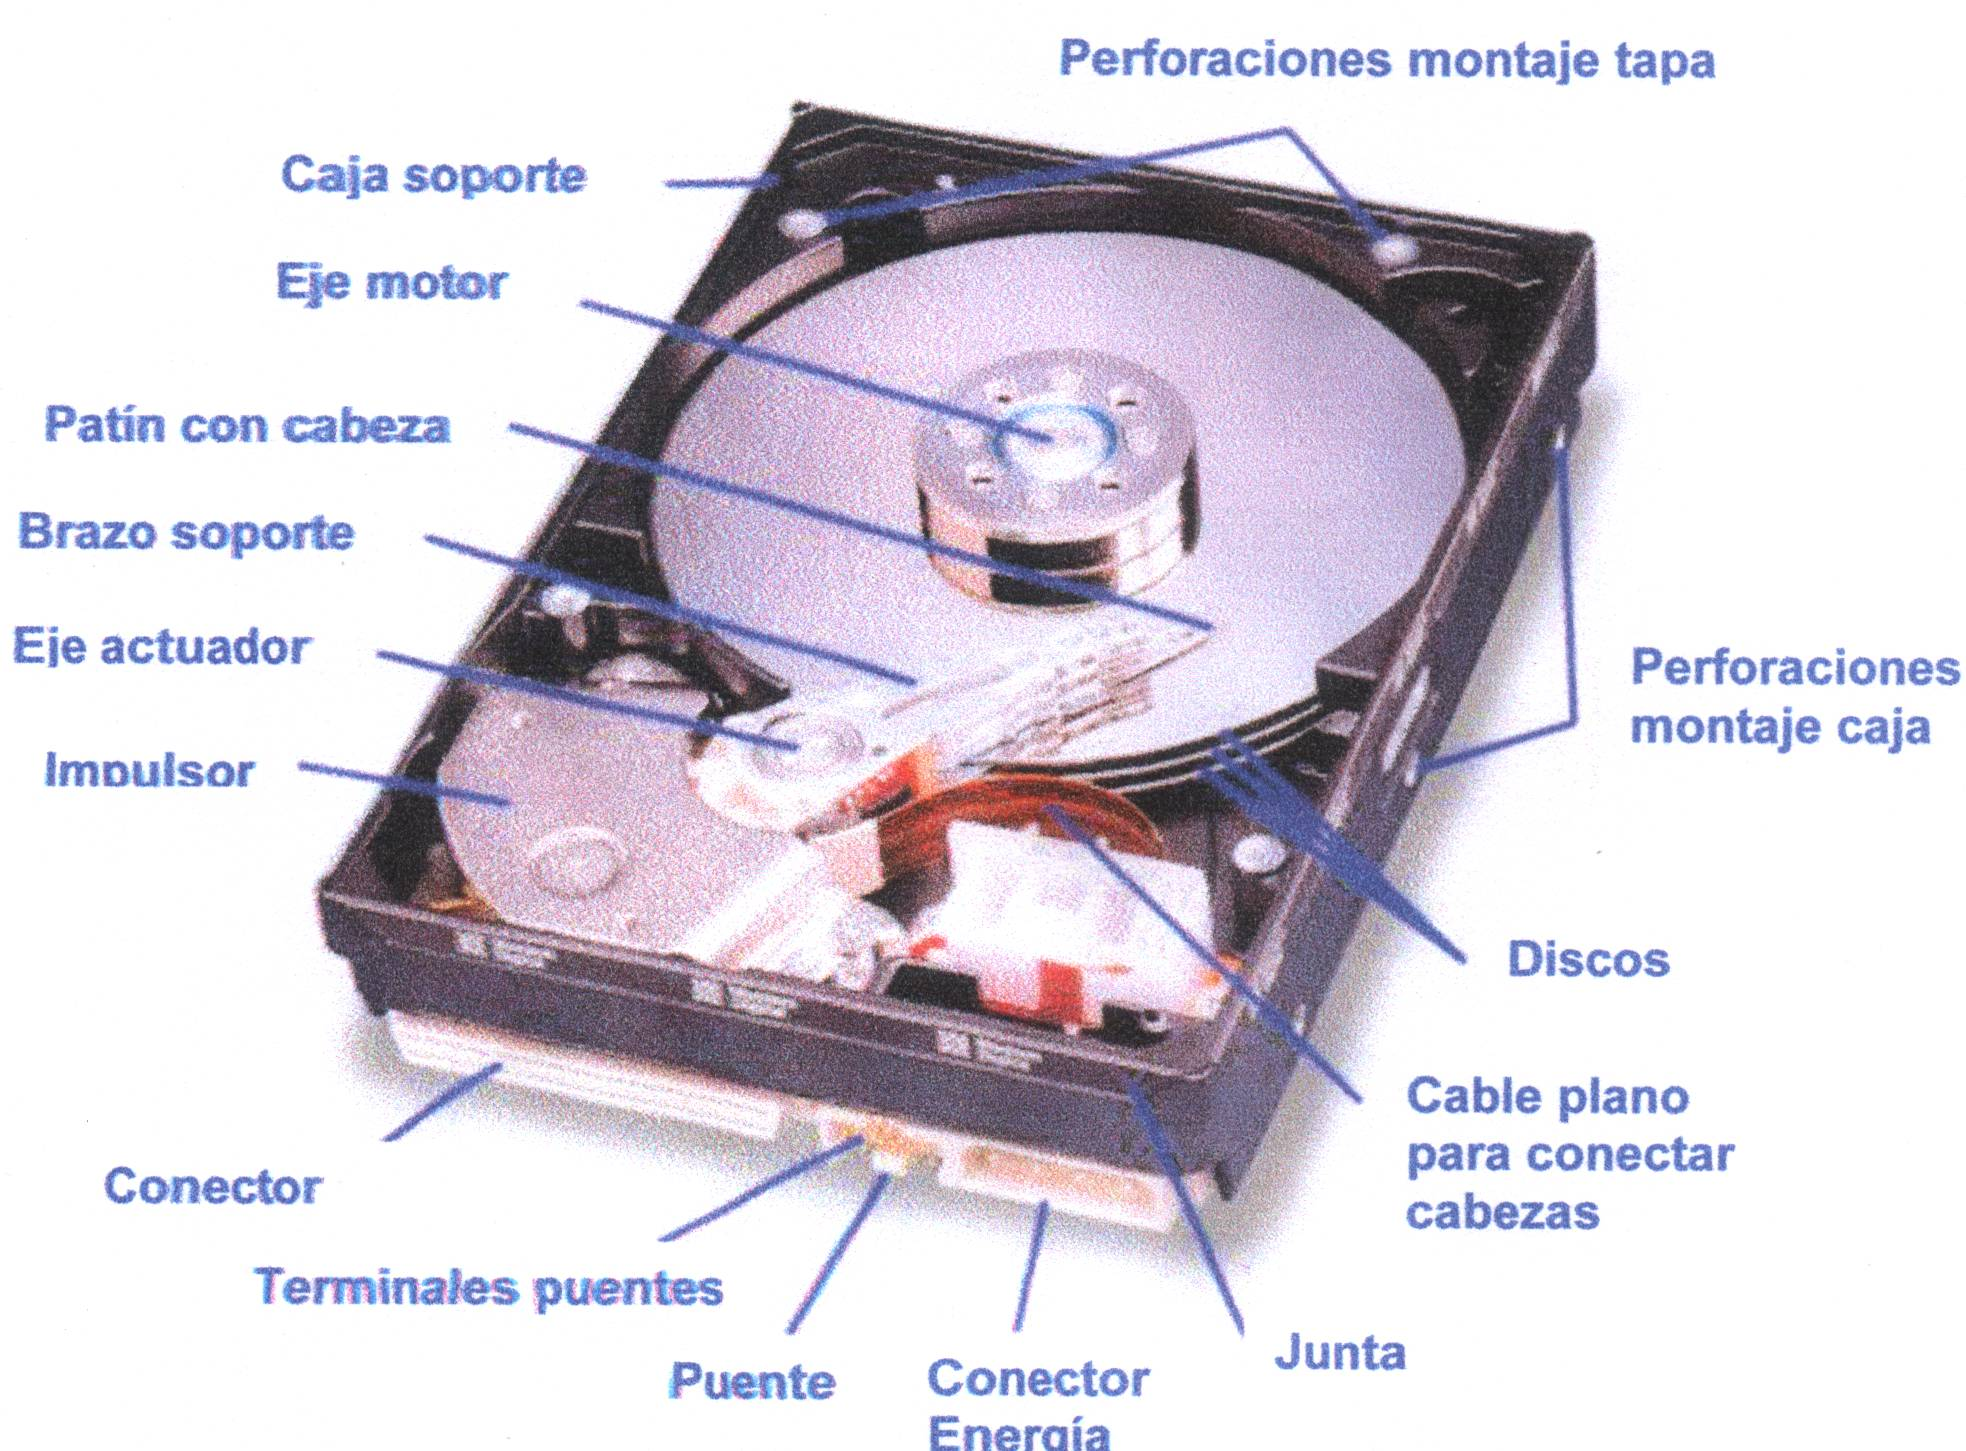 Perforaciones montaje tapa
Caja soporte
Eje motor
Patín con cabeza
Brazo soporte
Eje actuador
Impulsor
Perforaciones
montaje caja
Discos
Cable plano
para conectar
cabezas
Conector
Terminales puentes
Puente
Conector
Energía
Junta